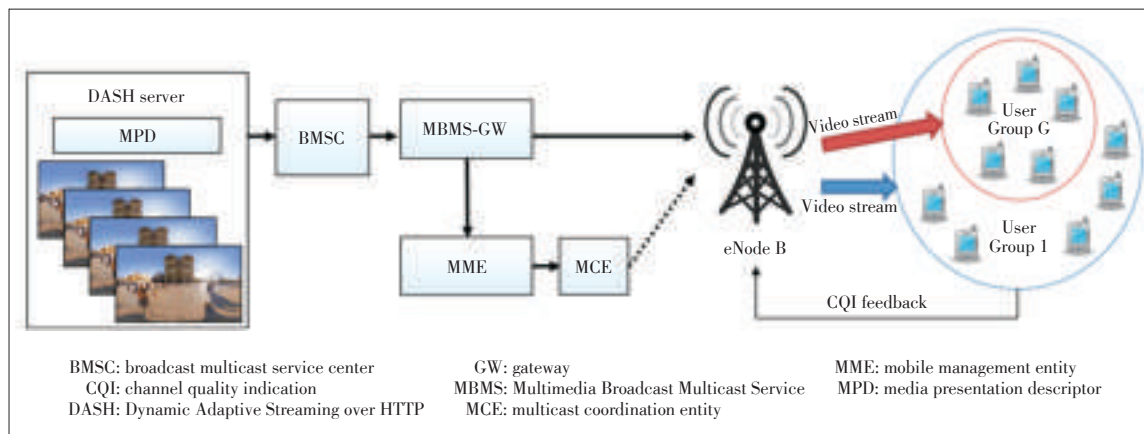 DASH server
MPD
BMSC
MBMS-GW
MME
MCE
eNode B
Video stream
Video stream
User
Group G
User
Group 1
CQI feedback
BMSC: broadcast multicast service center
CQI: channel quality indication
DASH: Dynamic Adaptive Streaming over HTTP
GW: gateway
MBMS: Multimedia Broadcast Multicast Service
MCE: multicast coordination entity
MME: mobile management entity
MPD: media presentation descriptor